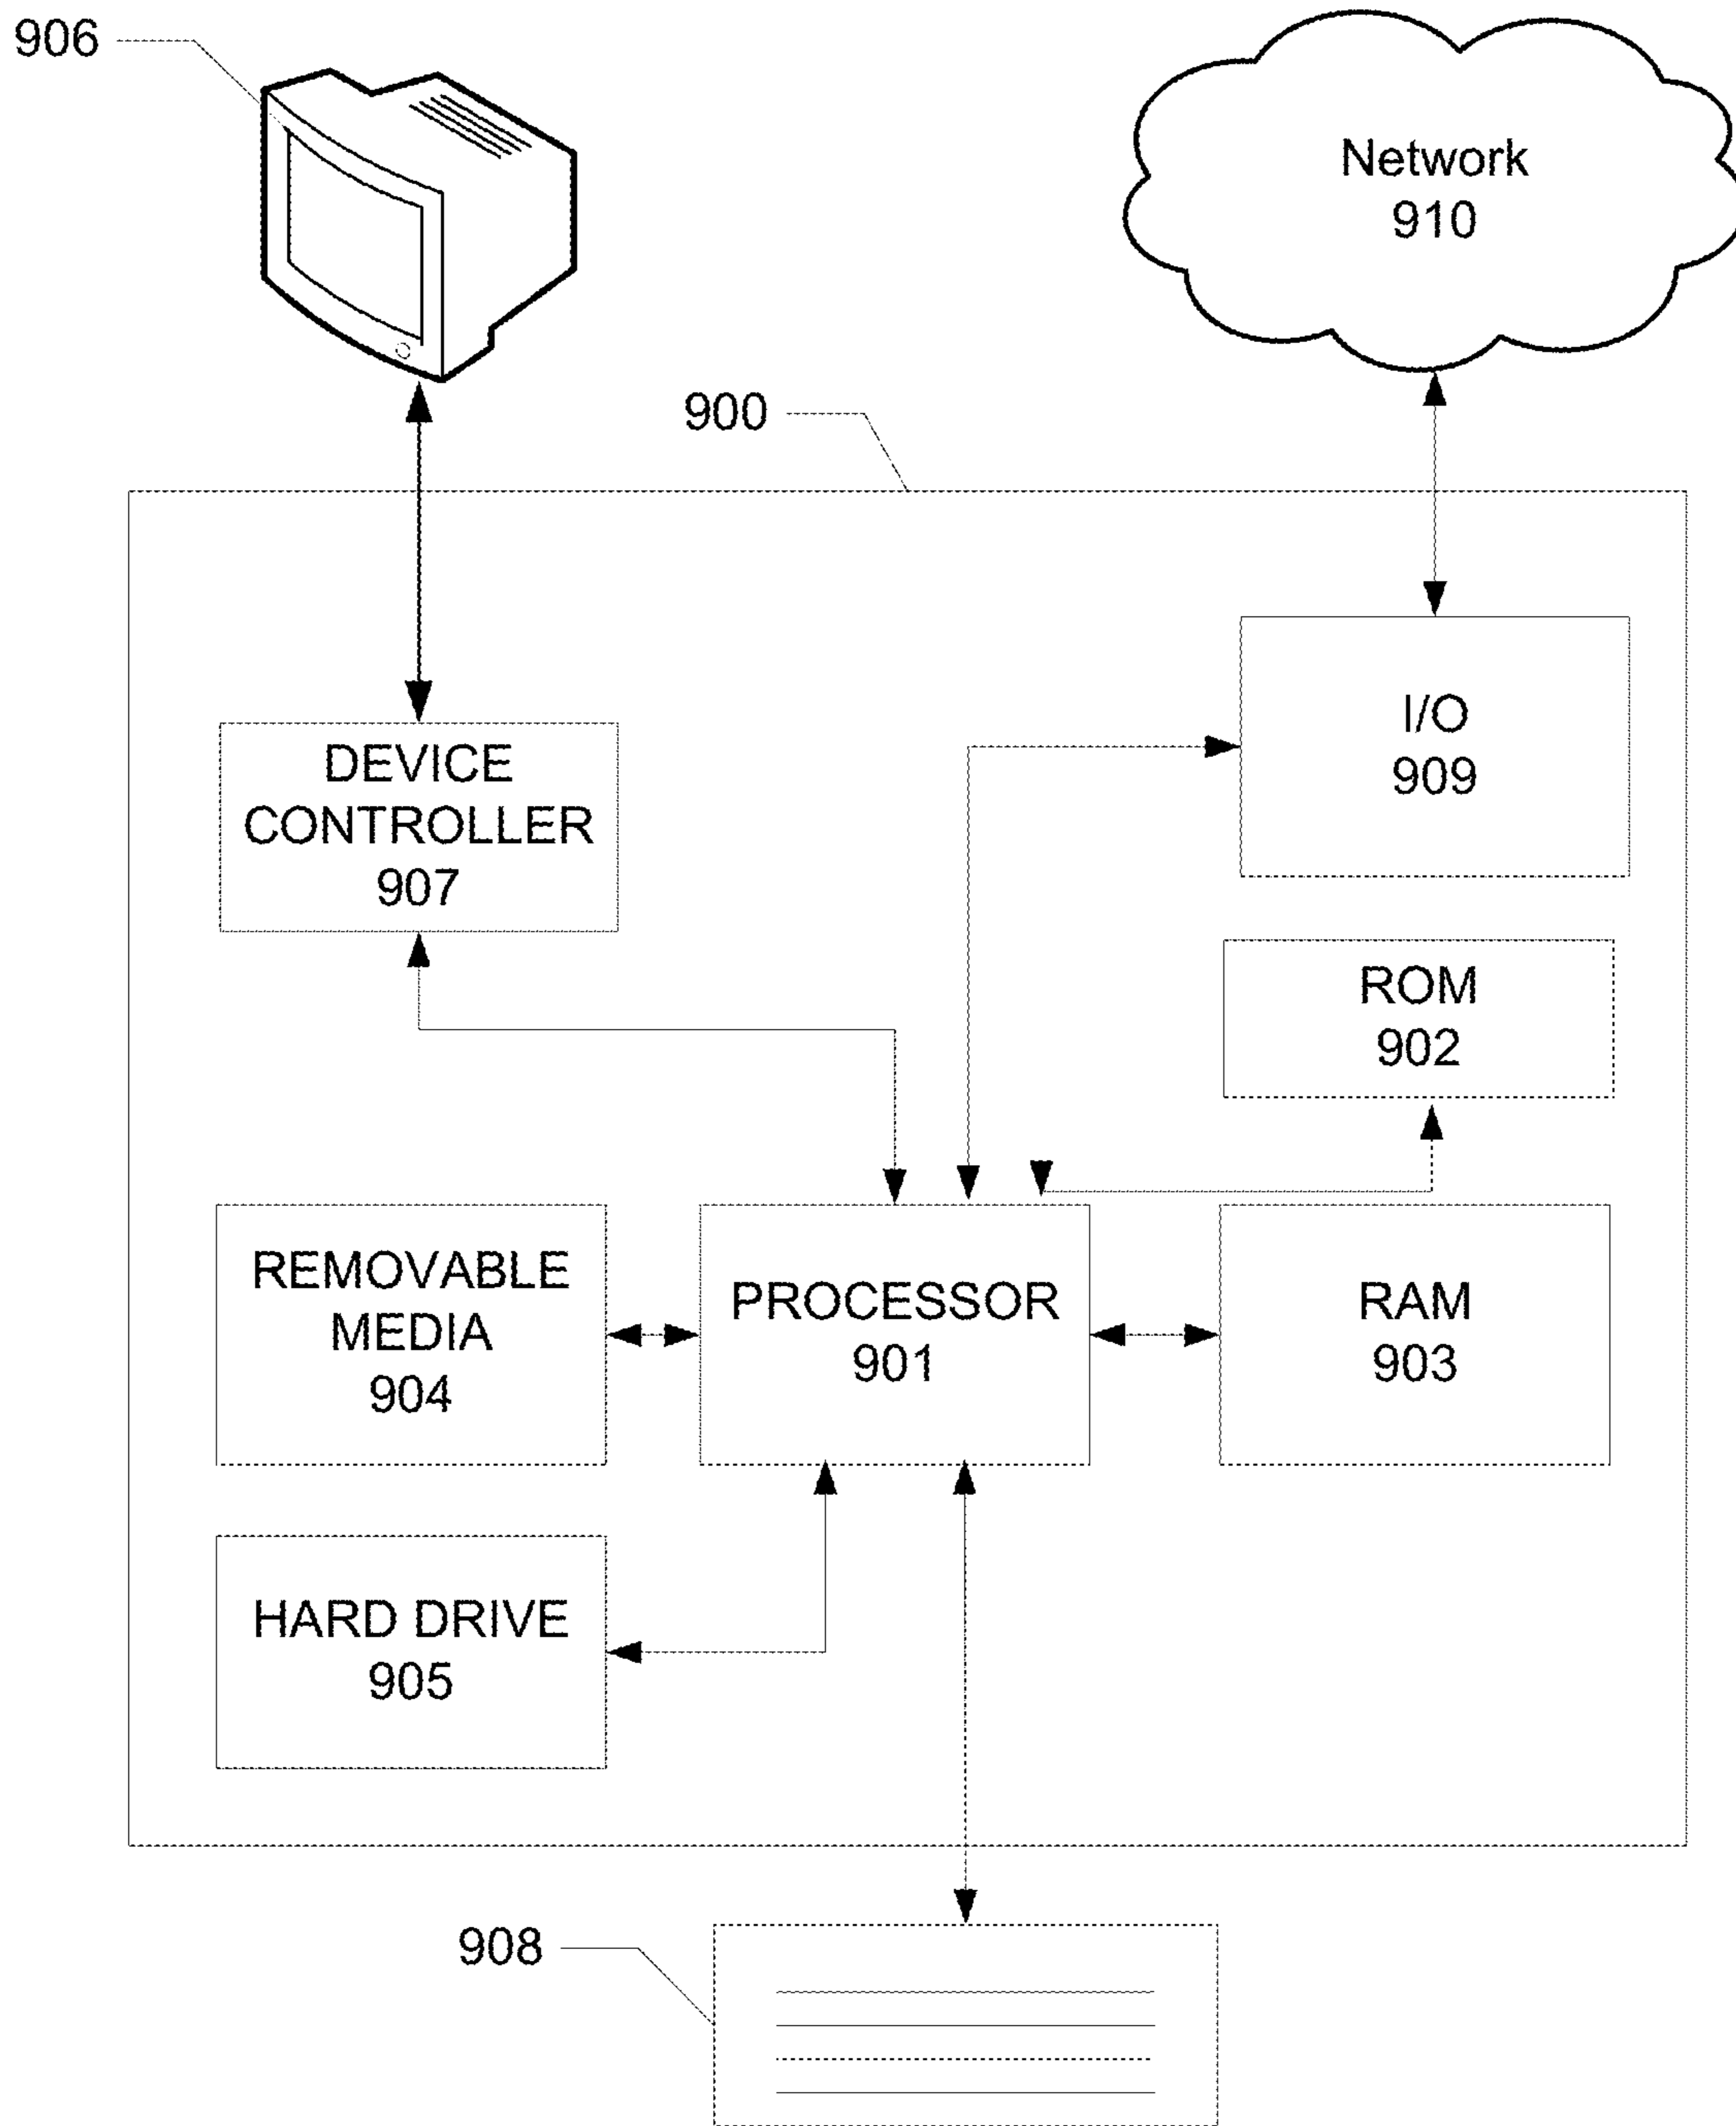 906
Network
910
900
I/O
909
DEVICE
CONTROLLER
907
ROM
902
REMOVABLE
MEDIA
904
PROCESSOR
901
RAM
903
HARD DRIVE
905
908